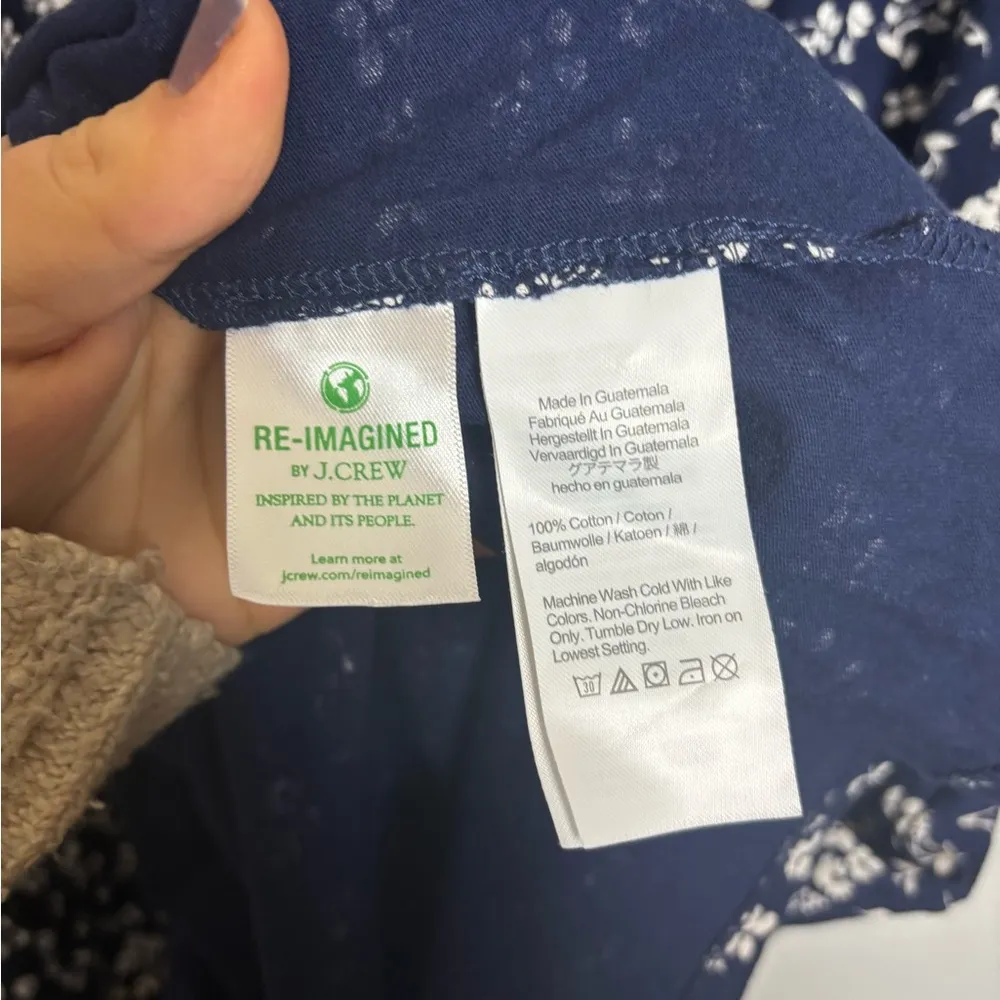 RE-IMAGINED
BY J.CREW
INSPIRED BY THE PLANET
AND ITS PEOPLE.
Learn more at
jcrew.com/reimagined
Made In Guatemala
Fabriqué Au Guatemala
Hergestellt In Guatemala
Vervaardigd In Guatemala
グアテマラ製
hecho en guatemala
100% Cotton / Coton /
Baumwolle / Katoen / 綿 /
algodón
Machine Wash Cold With Like
Colors. Non-Chlorine Bleach
Only. Tumble Dry Low. Iron on
Lowest Setting.
30